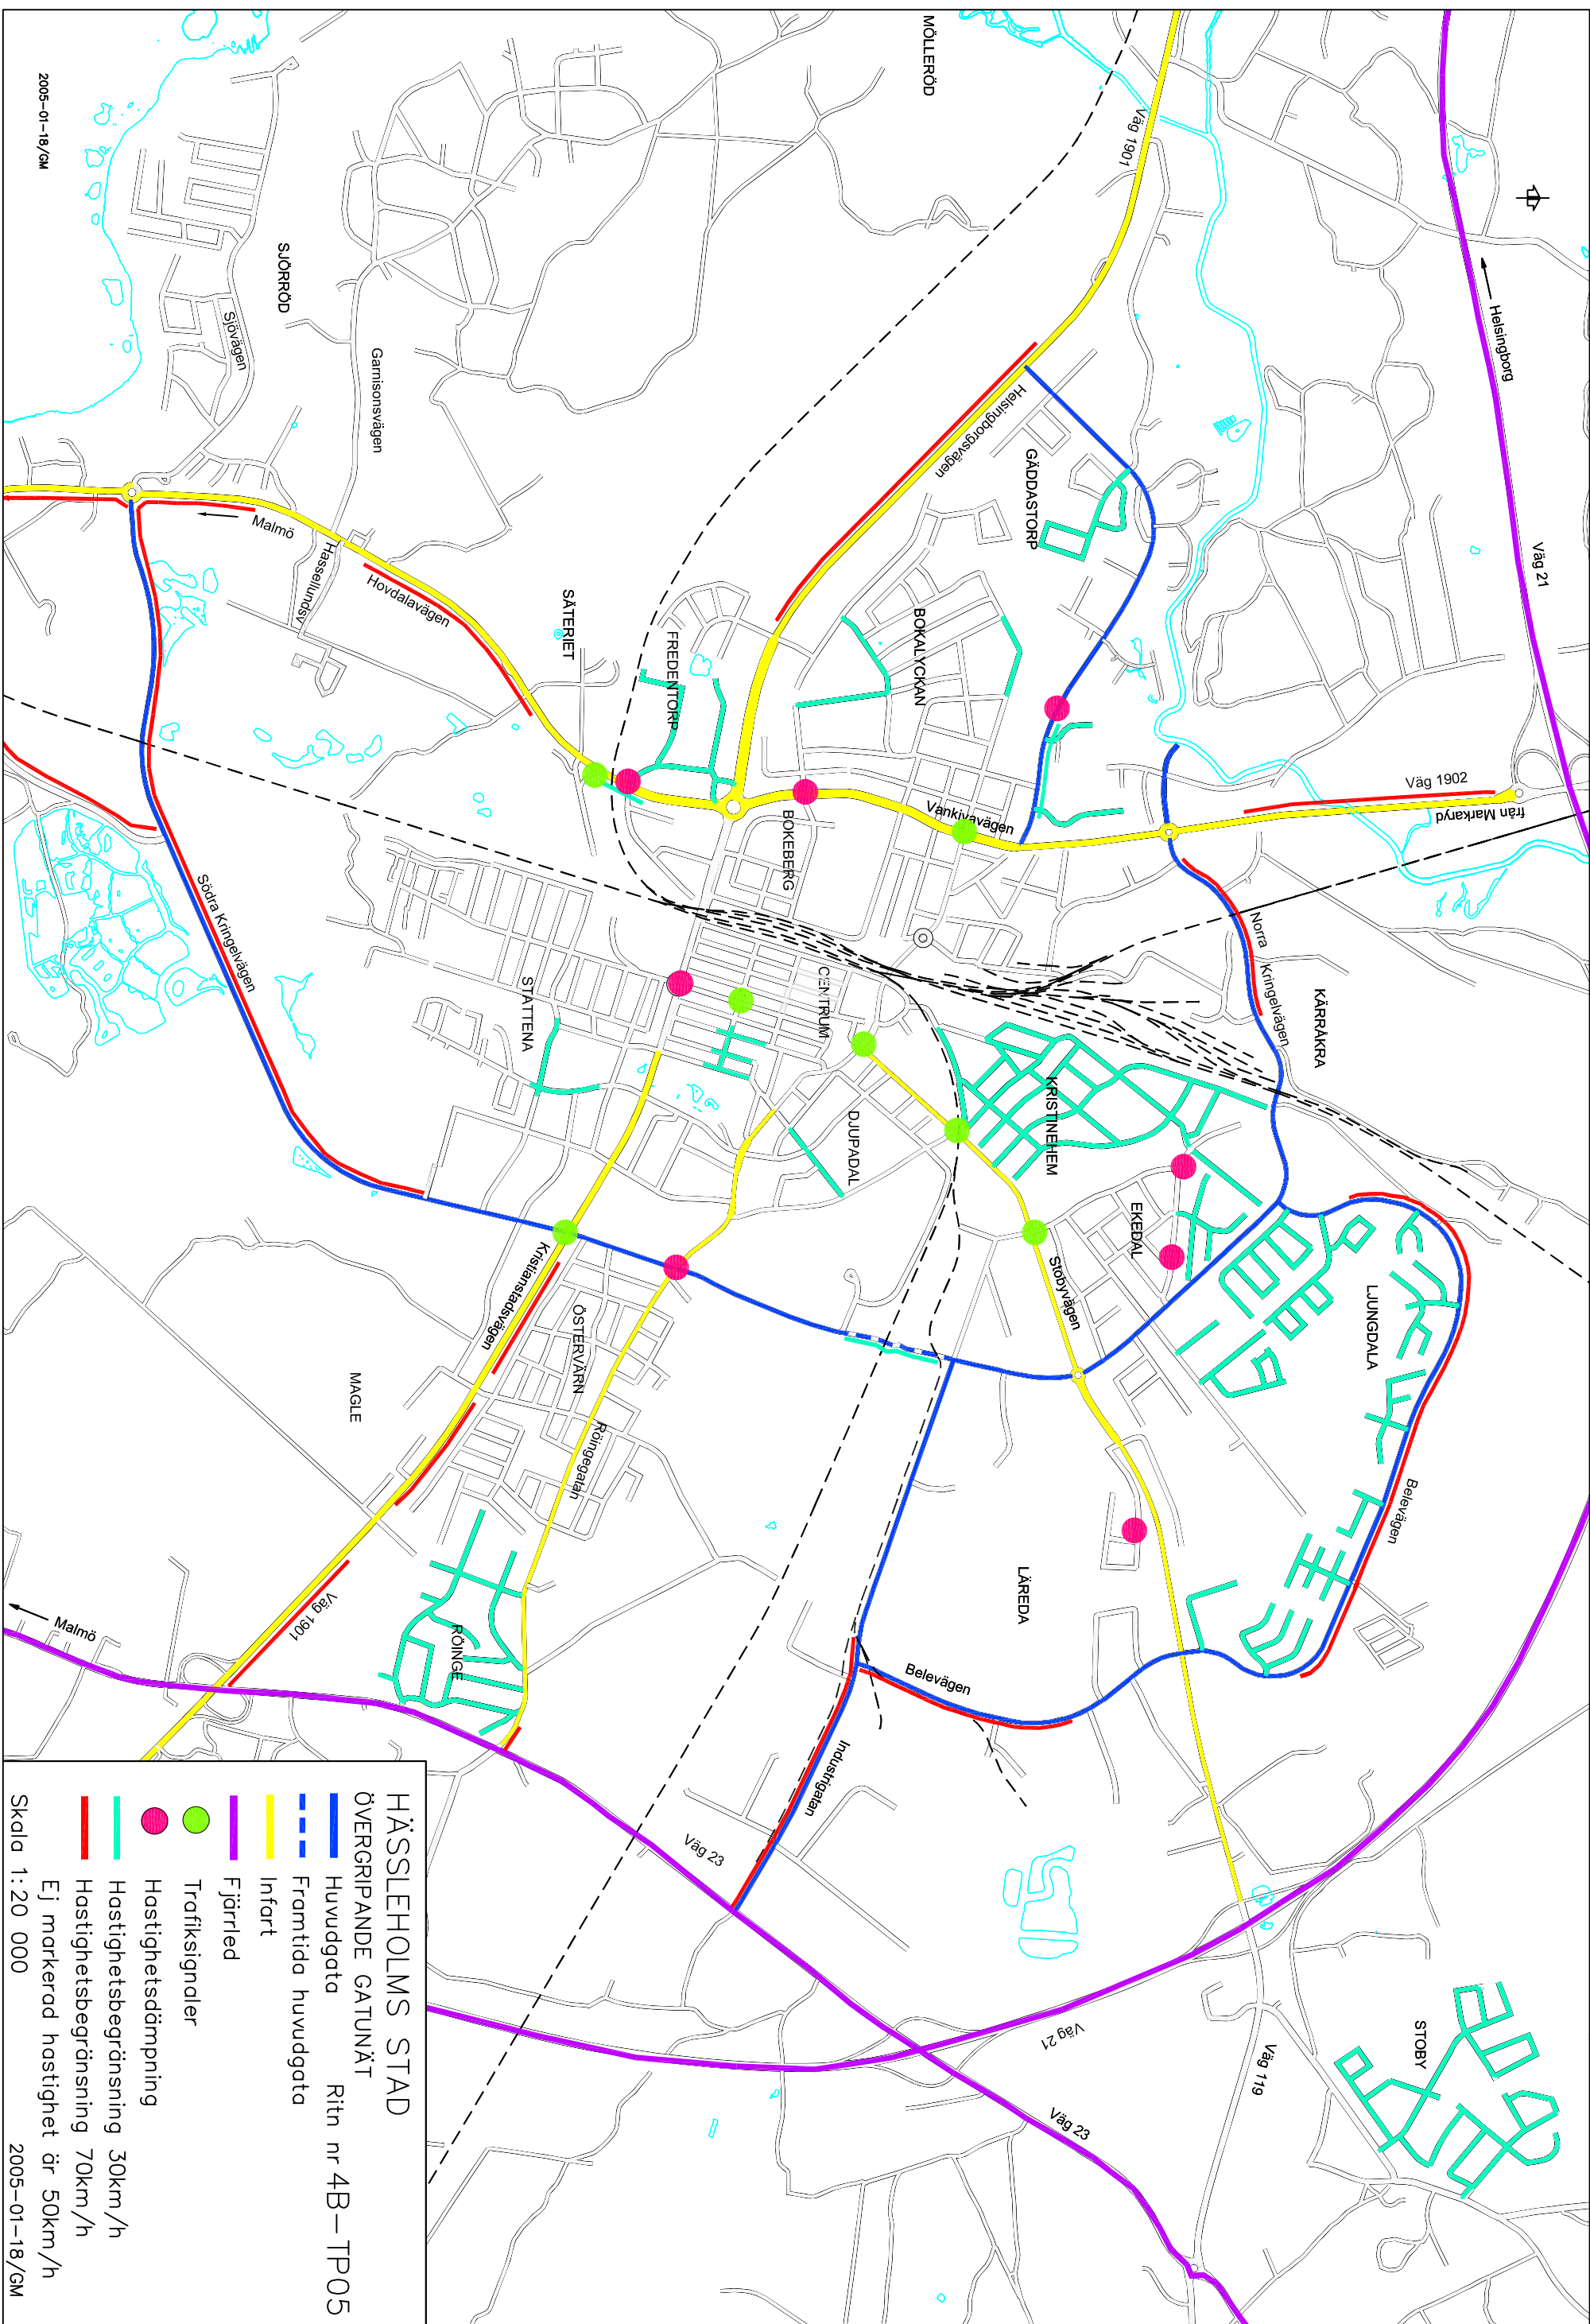 Helsingborg
Väg 21
Väg 1902
från Markaryd
MÖLLERÖD
Väg 1901
Helsingborgsvägen
GÄDDASTORP
BOKALYCKAN
Vankivavägen
BOKEBERG
Norra
Kringelvägen
KÄRRÅKRA
KRISTINEHEM
EKEDAL
LJUNGDALA
Belevägen
STOBY
Väg 119
Väg 21
Väg 23
LÄREDA
Stobyvägen
CENTRUM
DJUPADAL
Belevägen
Industrigatan
Väg 23
FREDENTORP
SÄTERIET
Hovdalavägen
Hassellundsv
Malmö
Garnisonsvägen
SJÖRRÖD
Sjövägen
STATTENA
Södra Kringelvägen
Kristianstadsvägen
ÖSTERVÄRN
Röingegatan
MAGLE
RÖINGE
Väg 1901
Malmö
2005-01-18/GM
HÄSSLEHOLMS STAD
ÖVERGRIPANDE GATUNÄT
Ritn nr 4B-TP05
Huvudgata
Framtida huvudgata
Infart
Fjärrled
Trafiksignaler
Hastighetsdämpning
Hastighetsbegränsning 30km/h
Hastighetsbegränsning 70km/h
Ej markerad hastighet är 50km/h
Skala 1:20 000
2005-01-18/GM